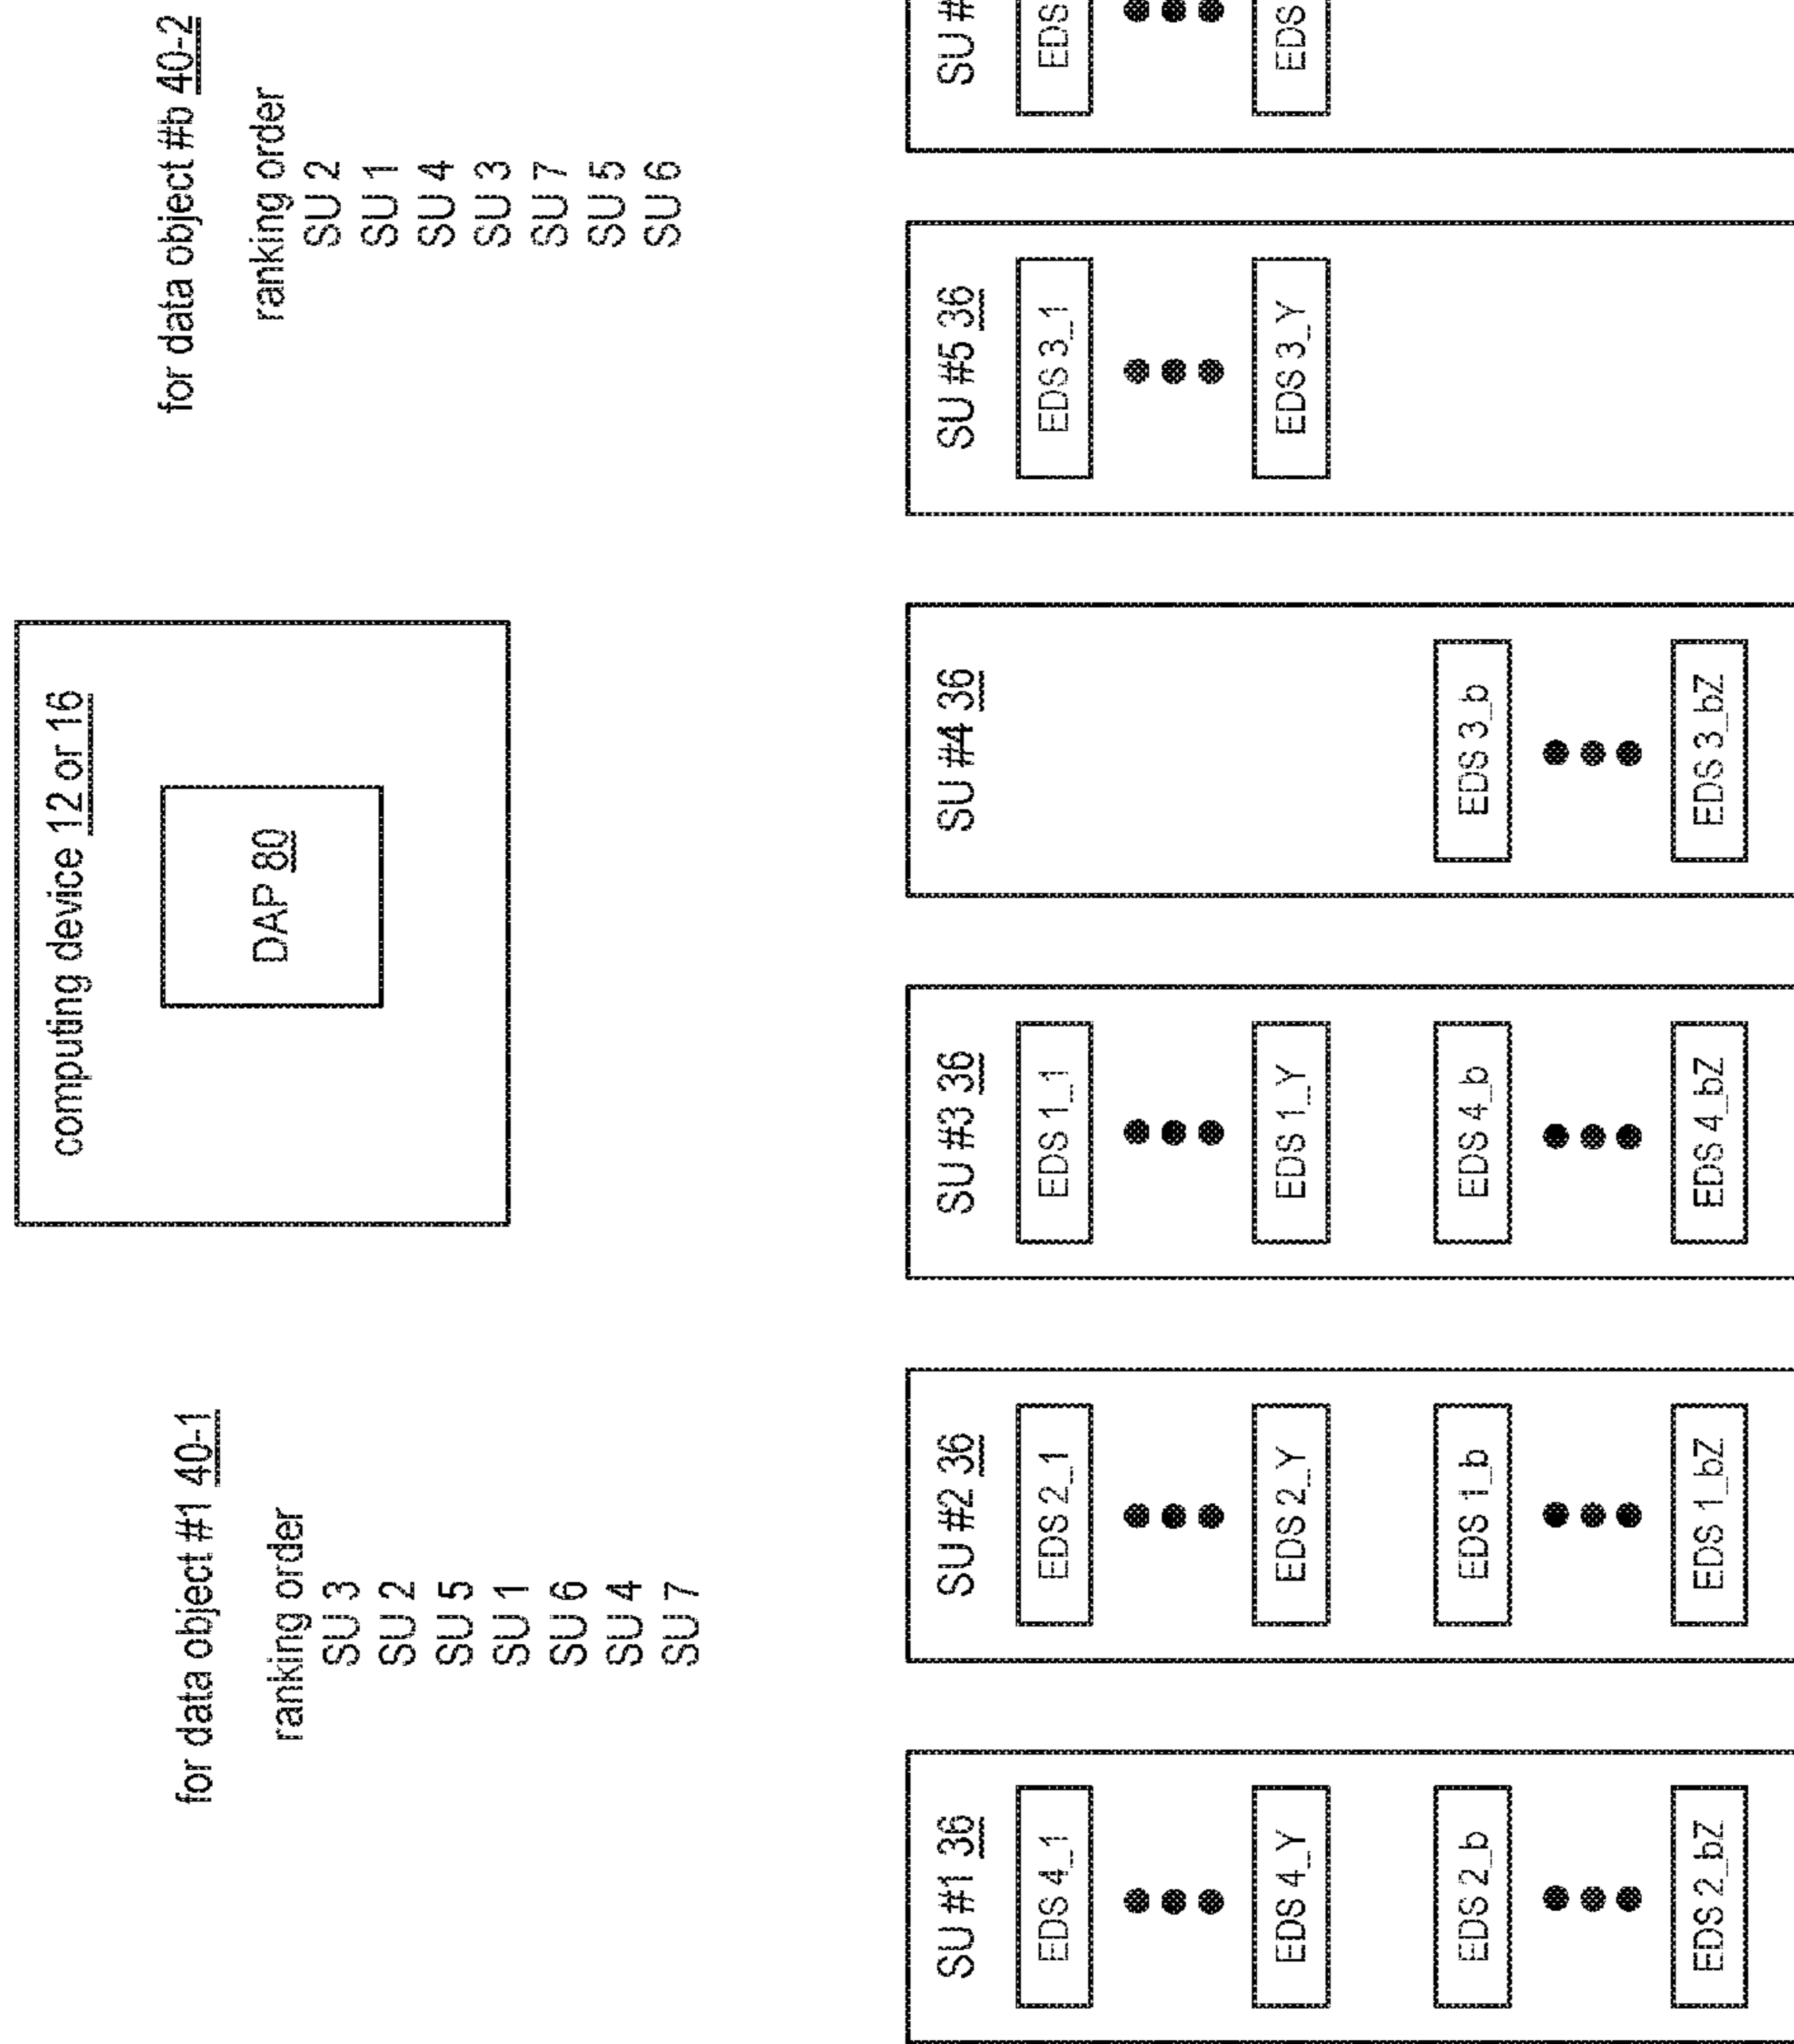 computing device 12 or 16
DAP 80
for data object #1 40-1
ranking order
SU 3
SU 2
SU 5
SU 1
SU 6
SU 4
SU 7
for data object #b 40-2
ranking order
SU 2
SU 1
SU 4
SU 3
SU 7
SU 5
SU 6
SU #1 36
EDS 4_1
EDS 4_Y
EDS 2_b
EDS 2_bZ
SU #2 36
EDS 2_1
EDS 2_Y
EDS 1_b
EDS 1_bZ
SU #3 36
EDS 1_1
EDS 1_Y
EDS 4_b
EDS 4_bZ
SU #4 36
EDS 3_b
EDS 3_bZ
SU #5 36
EDS 3_1
EDS 3_Y
SU #
EDS
EDS